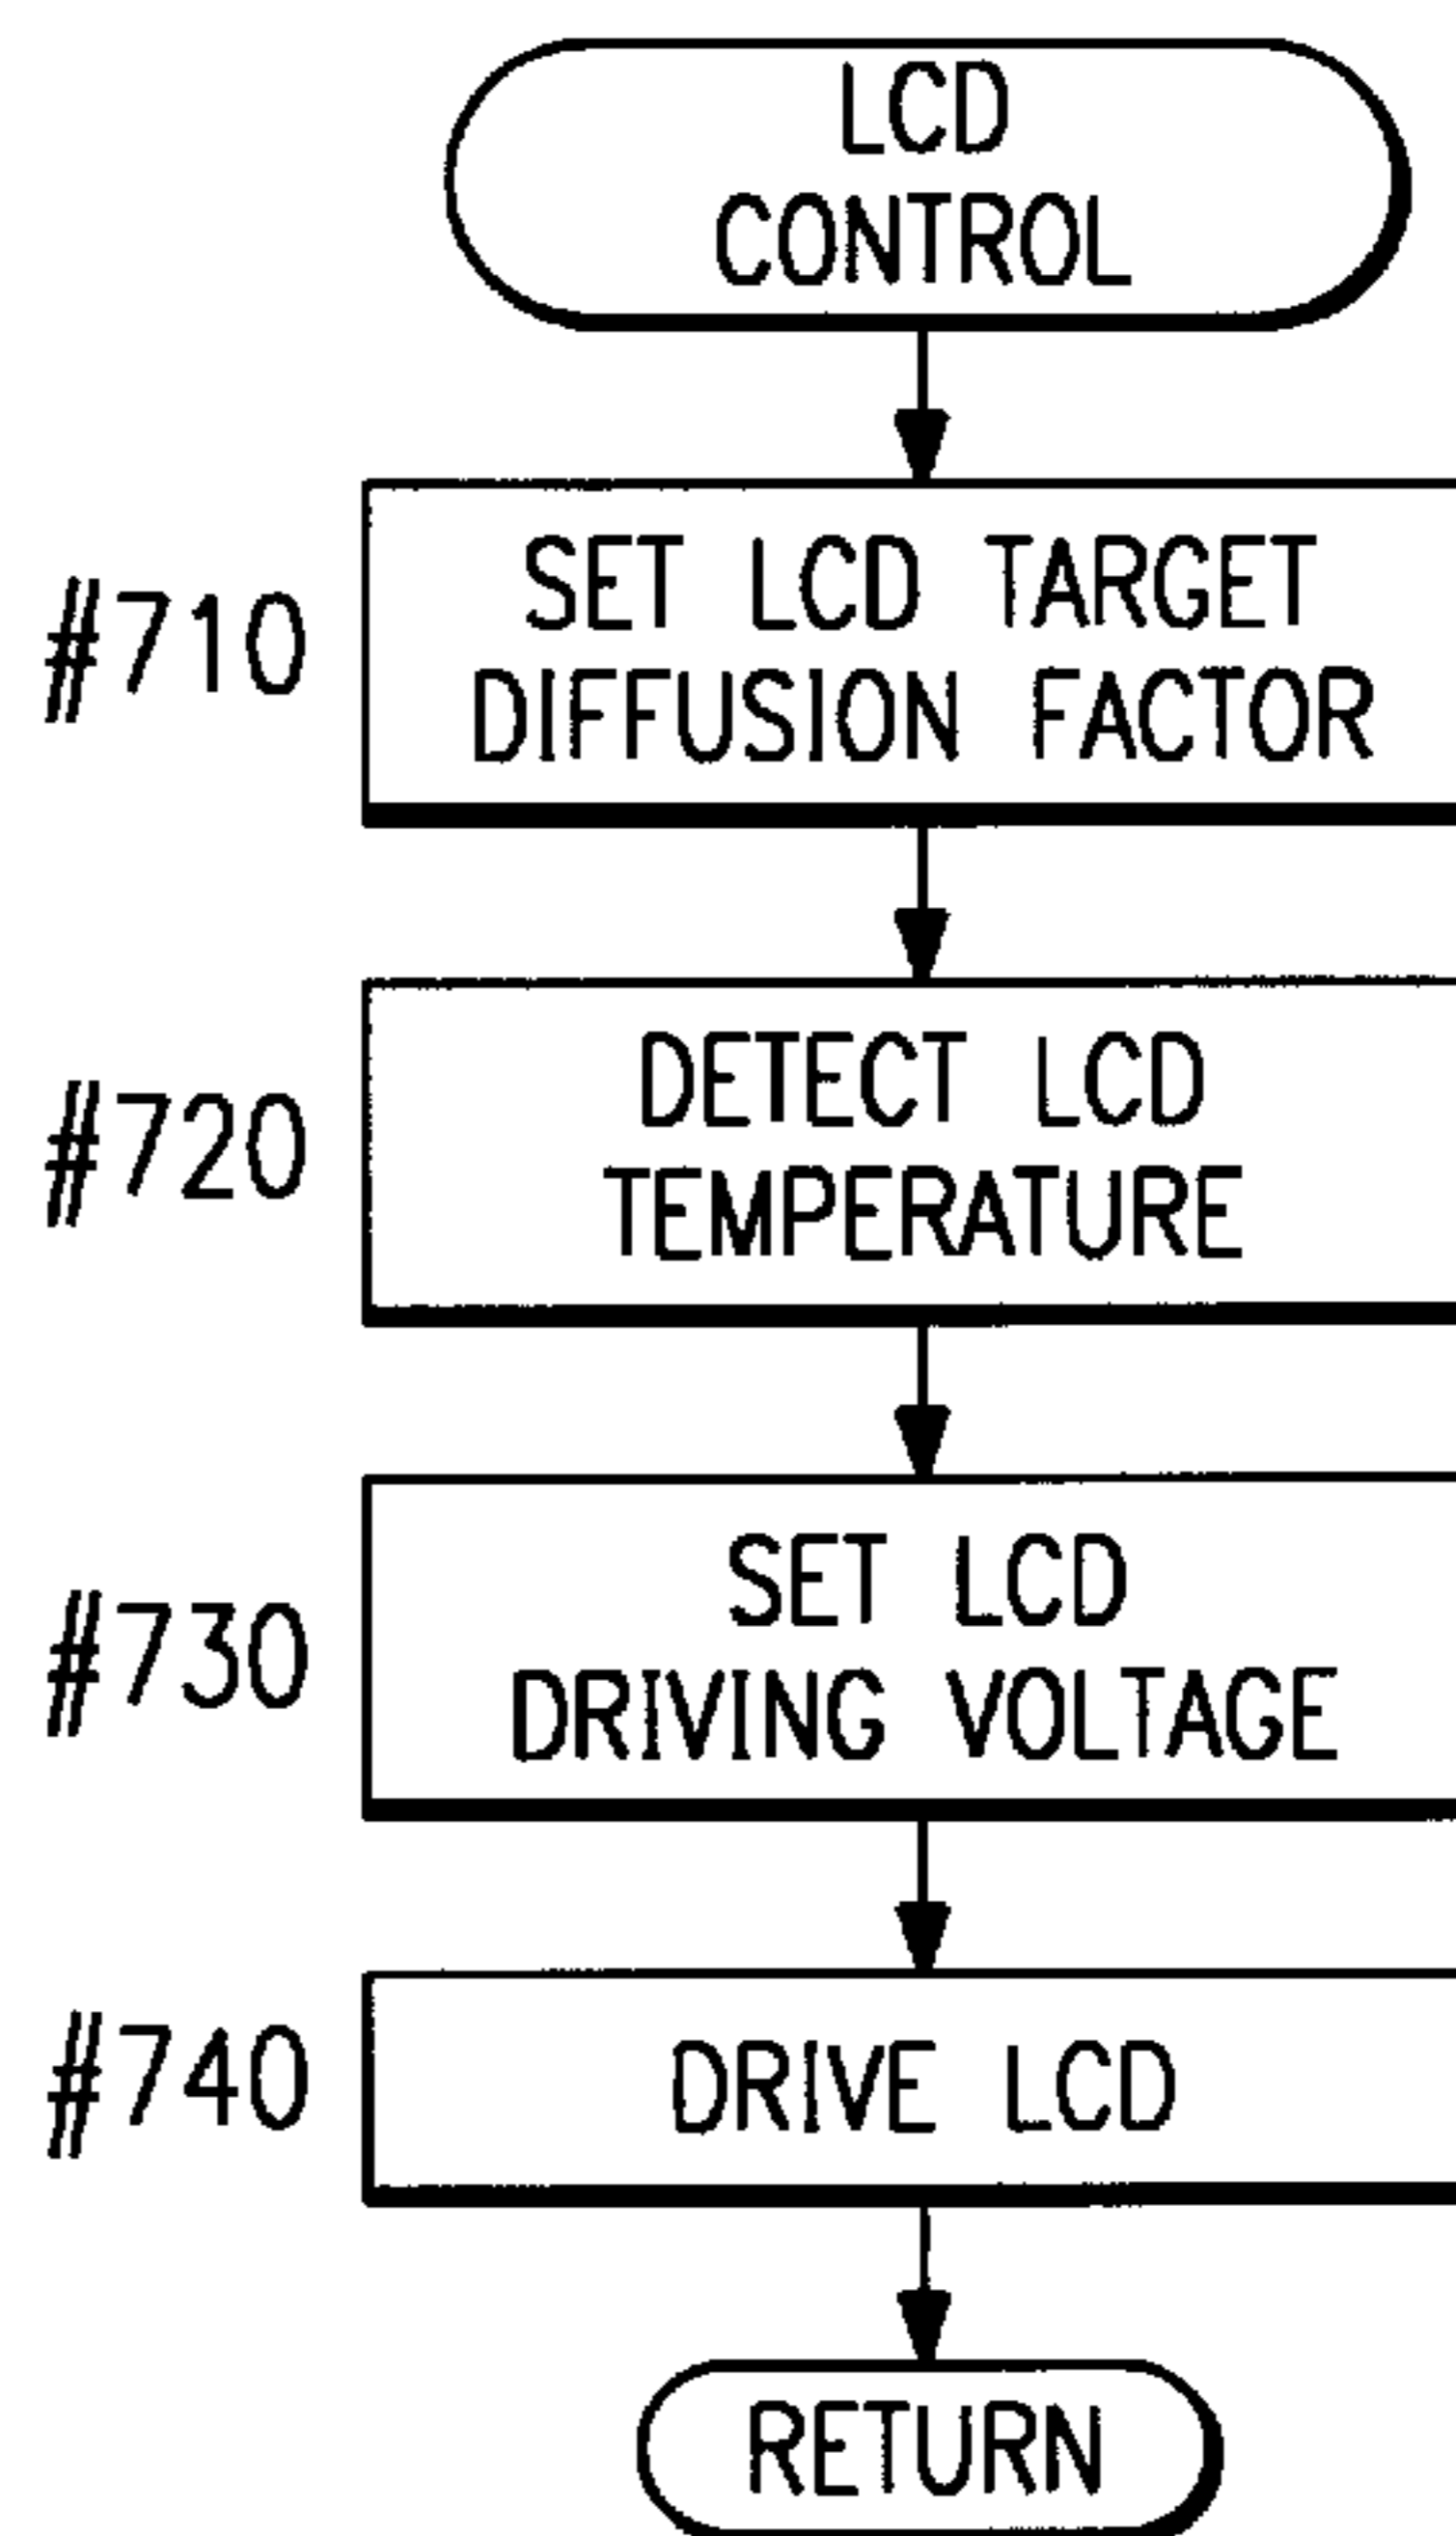 LCD
CONTROL
#710
SET LCD TARGET
DIFFUSION FACTOR
#720
DETECT LCD
TEMPERATURE
#730
SET LCD
DRIVING VOLTAGE
#740
DRIVE LCD
RETURN